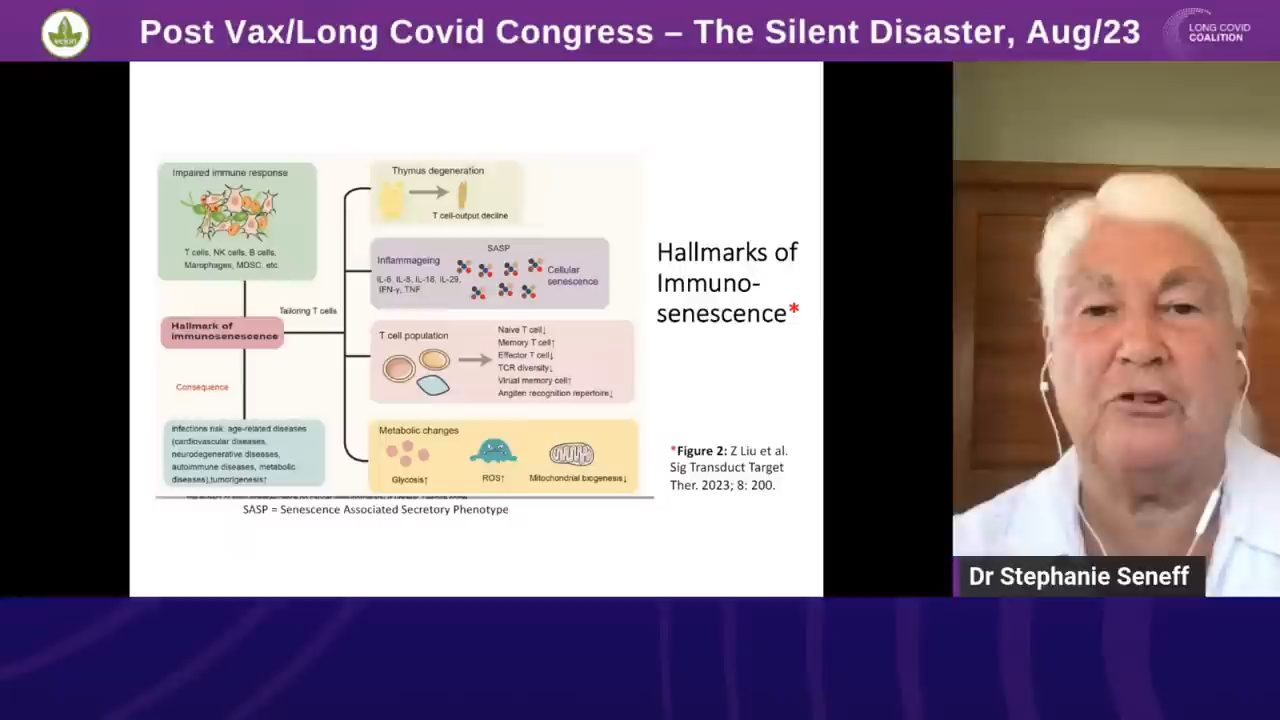 Post Vax/Long Covid Congress – The Silent Disaster, Aug/23
LONG COVID
COALITION
Impaired immune response
T cells, NK cells, B cells,
Marophages, MDSC, etc.
Hallmark of
immunosenescence
Tailoring T cells
Consequence
Infections risk, age-related diseases
(cardiovascular diseases,
neurodegenerative diseases,
autoimmune diseases, metabolic
diseases),tumorigenesis↑
Thymus degeneration
T cell-output decline
SASP
Inflammageing
IL-6, IL-8, IL-18, IL-29,
IFN-γ, TNF
Cellular
senescence
T cell population
Naive T cell↓
Memory T cell↑
Effector T cell↓
TCR diversity↓
Virual memory cell↑
Angiten recognition repertoire↓
Metabolic changes
Glycosis↑
ROS↑
Mitochondrial biogenesis↓
SASP = Senescence Associated Secretory Phenotype
Hallmarks of
Immuno-
senescence*
*Figure 2: Z Liu et al.
Sig Transduct Target
Ther. 2023; 8: 200.
Dr Stephanie Seneff